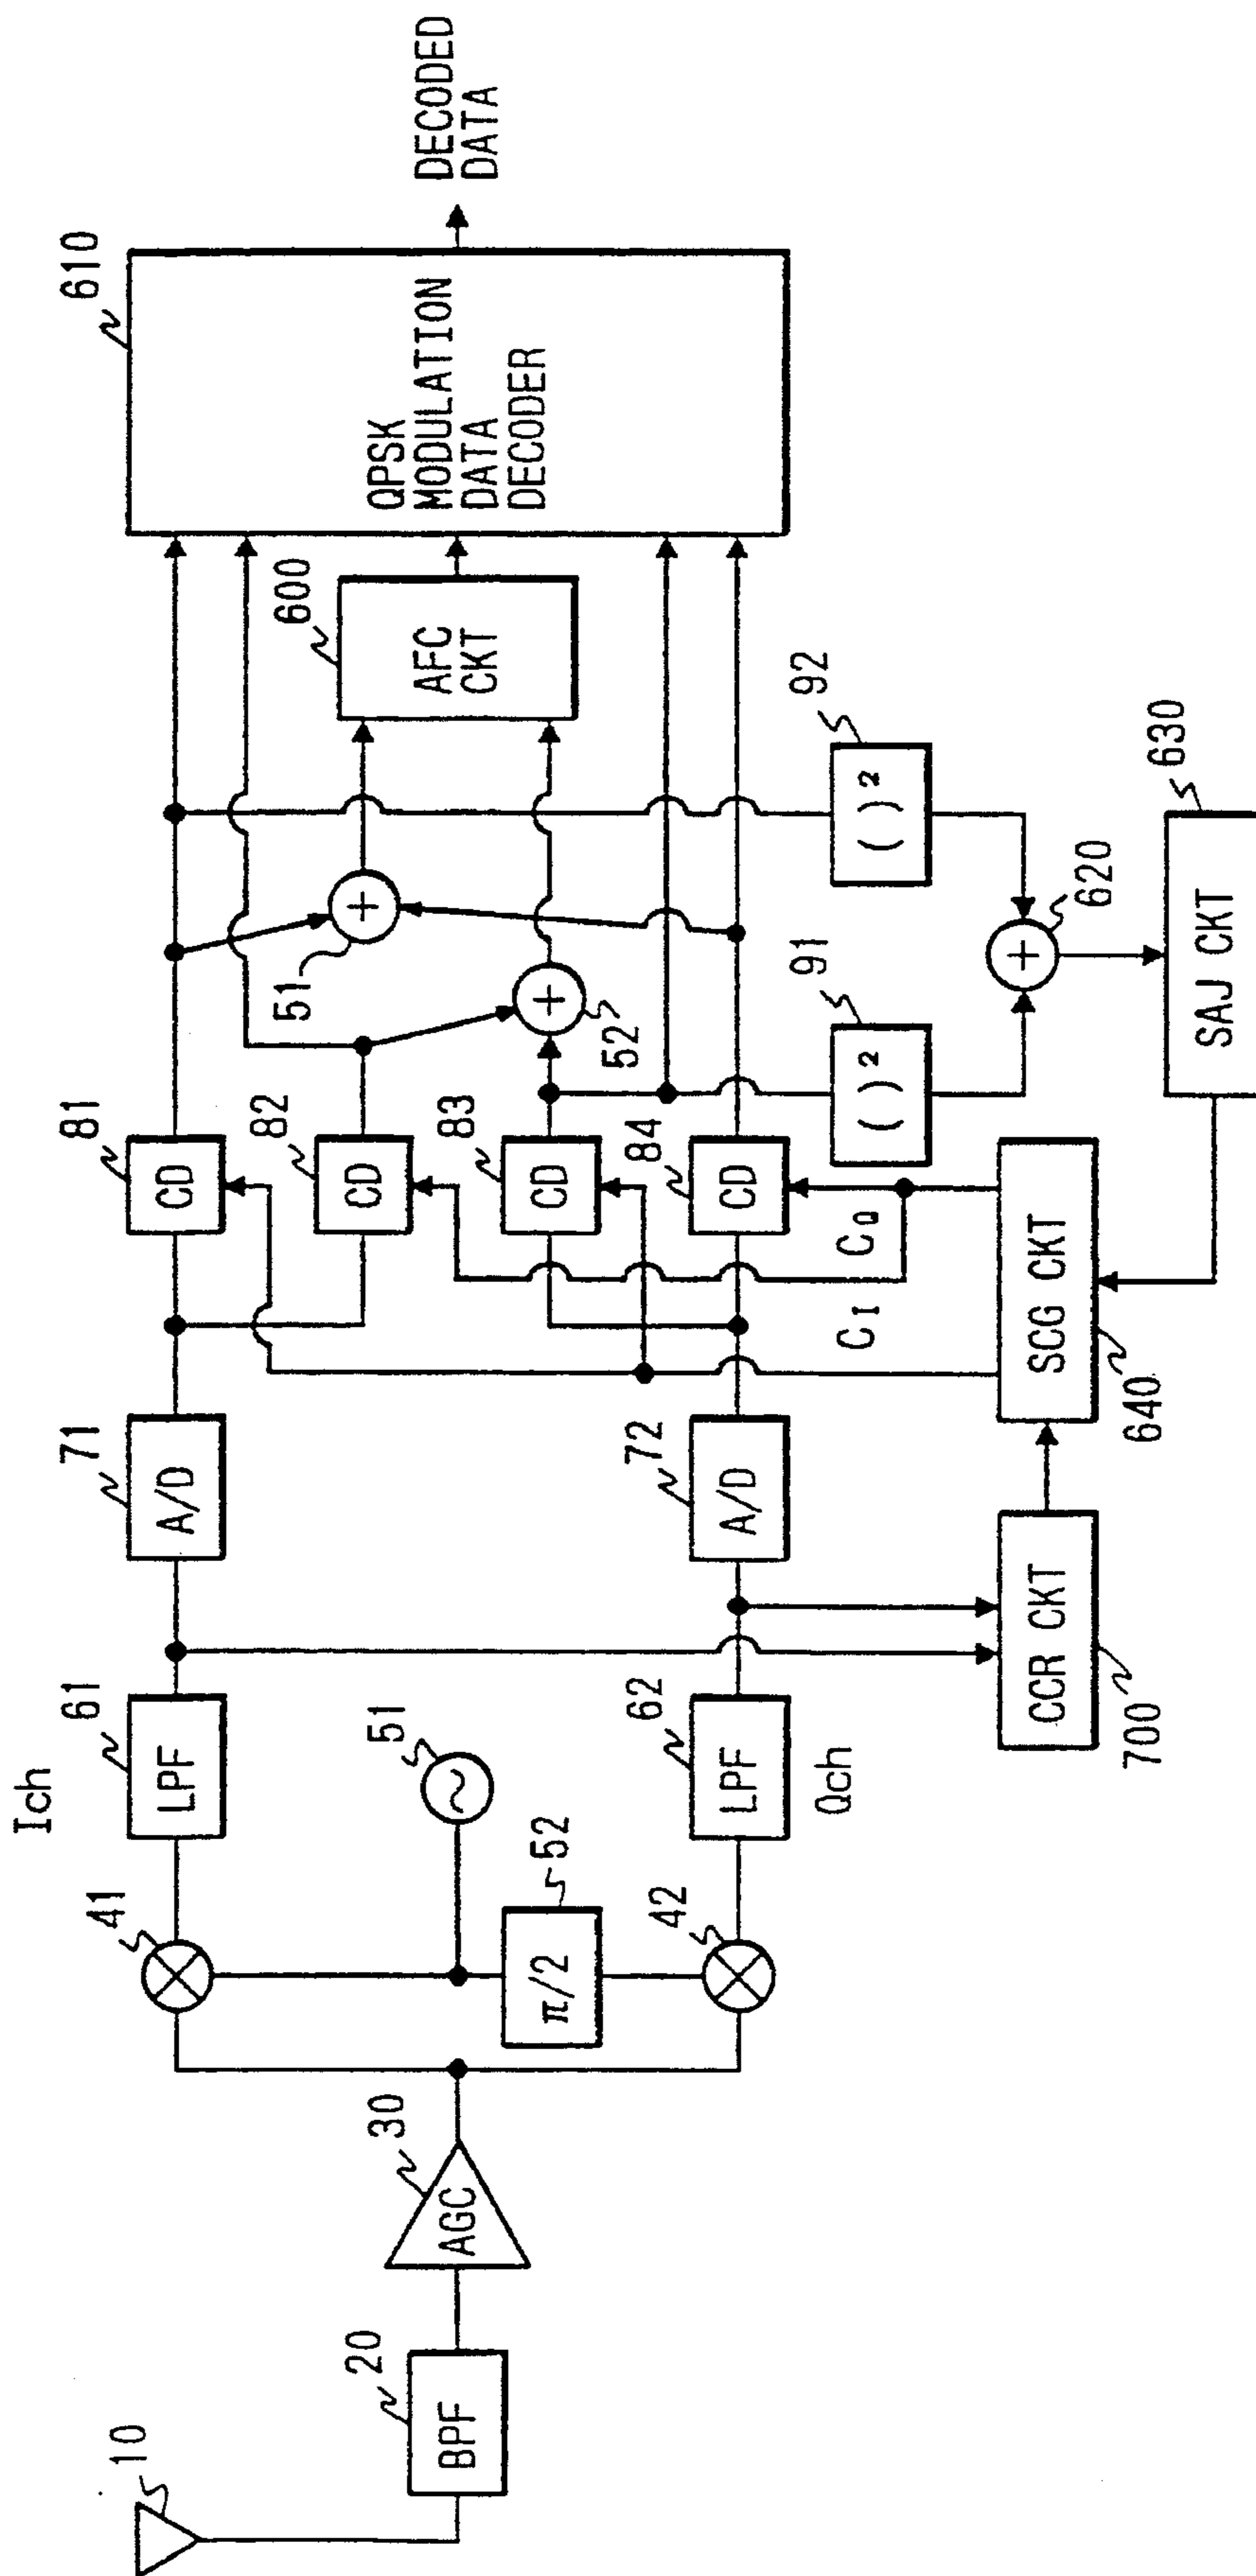 10
20
BPF
30
AGC
Ich
41
61
LPF
71
A/D
51
52
π/2
42
62
LPF
Qch
72
A/D
700
CCR CKT
81
CD
82
CD
83
CD
84
CD
C_I
C_Q
640
SCG CKT
51
+
52
+
91
( )²
92
( )²
620
+
630
SAJ CKT
600
AFC
CKT
610
QPSK
MODULATION
DATA
DECODER
DECODED
DATA